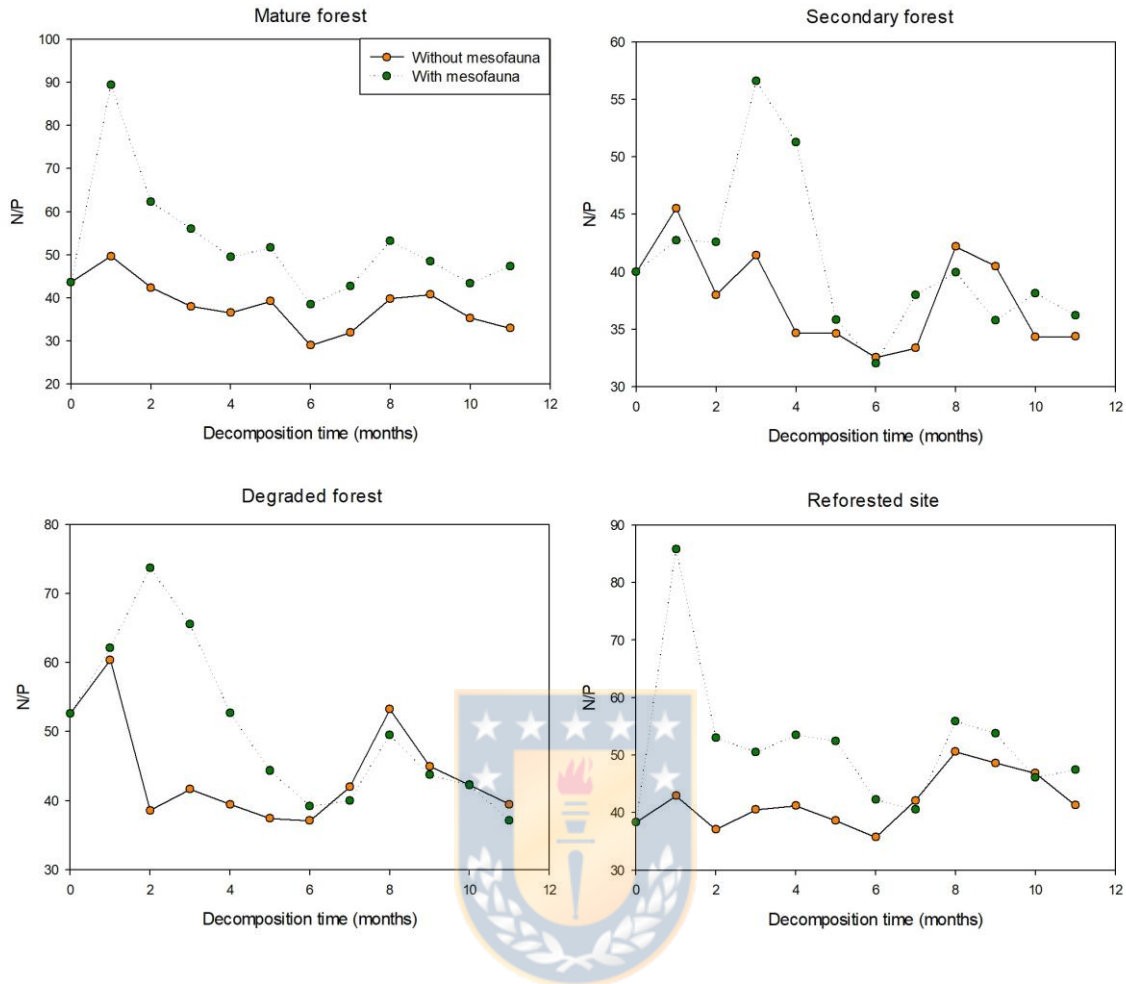 Mature forest
100
90
80
70
60
50
40
30
20
N/P
0 2 4 6 8 10 12
Decomposition time (months)
Without mesofauna
With mesofauna
Secondary forest
60
55
50
45
40
35
30
N/P
0 2 4 6 8 10 12
Decomposition time (months)
Degraded forest
80
70
60
50
40
30
N/P
0 2 4 6 8 10 12
Decomposition time (months)
Reforested site
90
80
70
60
50
40
30
N/P
0 2 4 6 8 10 12
Decomposition time (months)